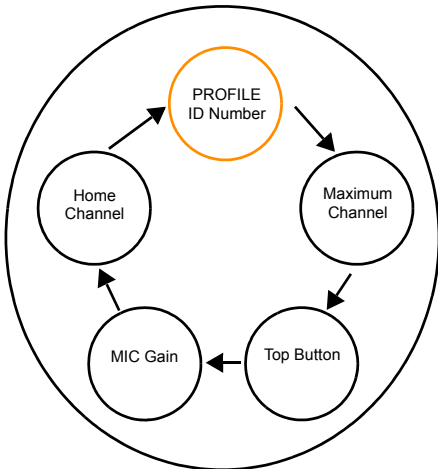 PROFILE
ID Number
Maximum
Channel
Top Button
MIC Gain
Home
Channel